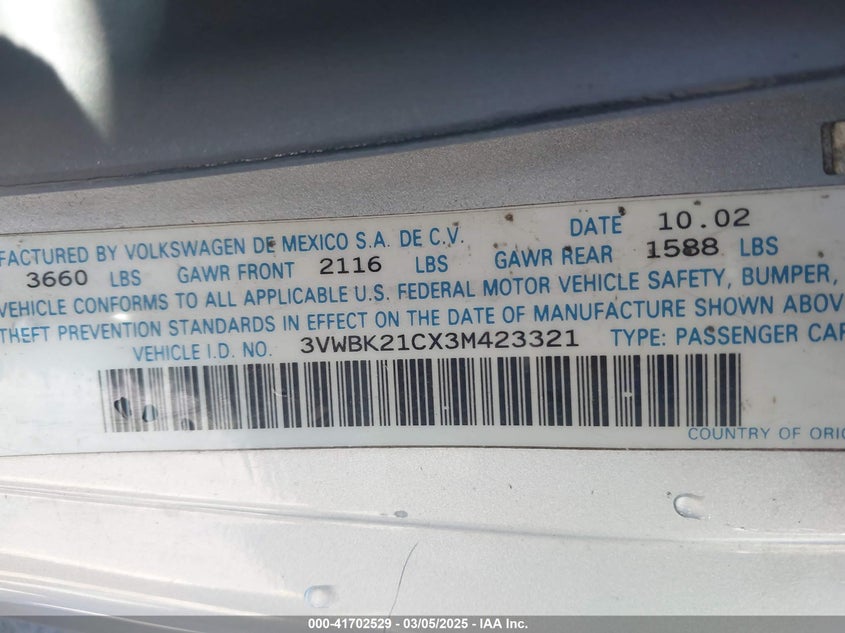 FACTURED BY VOLKSWAGEN DE MEXICO S.A. DE C.V. DATE 10.02
3660 LBS GAWR FRONT 2116 LBS GAWR REAR 1588 LBS
VEHICLE CONFORMS TO ALL APPLICABLE U.S. FEDERAL MOTOR VEHICLE SAFETY, BUMPER,
THEFT PREVENTION STANDARDS IN EFFECT ON THE DATE OF MANUFACTURE SHOWN ABOV
VEHICLE I.D. NO. 3VWBK21CX3M423321 TYPE: PASSENGER CAR
COUNTRY OF ORIG
000-41702529 - 03/05/2025 - IAA Inc.